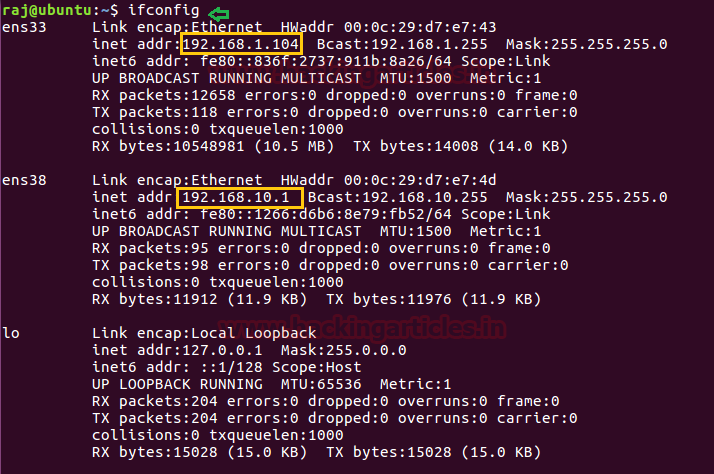 raj@ubuntu:~$ ifconfig
ens33 Link encap:Ethernet HWaddr 00:0c:29:d7:e7:43
inet addr:192.168.1.104 Bcast:192.168.1.255 Mask:255.255.255.0
inet6 addr: fe80::836f:2737:911b:8a26/64 Scope:Link
UP BROADCAST RUNNING MULTICAST MTU:1500 Metric:1
RX packets:12658 errors:0 dropped:0 overruns:0 frame:0
TX packets:118 errors:0 dropped:0 overruns:0 carrier:0
collisions:0 txqueuelen:1000
RX bytes:10548981 (10.5 MB) TX bytes:14008 (14.0 KB)
ens38 Link encap:Ethernet HWaddr 00:0c:29:d7:e7:4d
inet addr 192.168.10.1 Bcast:192.168.10.255 Mask:255.255.255.0
inet6 addr: fe80::1266:d6b6:8e79:fb52/64 Scope:Link
UP BROADCAST RUNNING MULTICAST MTU:1500 Metric:1
RX packets:95 errors:0 dropped:0 overruns:0 frame:0
TX packets:98 errors:0 dropped:0 overruns:0 carrier:0
collisions:0 txqueuelen:1000
RX bytes:11912 (11.9 KB) TX bytes:11976 (11.9 KB)
www.hackingarticles.in
lo Link encap:Local Loopback
inet addr:127.0.0.1 Mask:255.0.0.0
inet6 addr: ::1/128 Scope:Host
UP LOOPBACK RUNNING MTU:65536 Metric:1
RX packets:204 errors:0 dropped:0 overruns:0 frame:0
TX packets:204 errors:0 dropped:0 overruns:0 carrier:0
collisions:0 txqueuelen:1000
RX bytes:15028 (15.0 KB) TX bytes:15028 (15.0 KB)